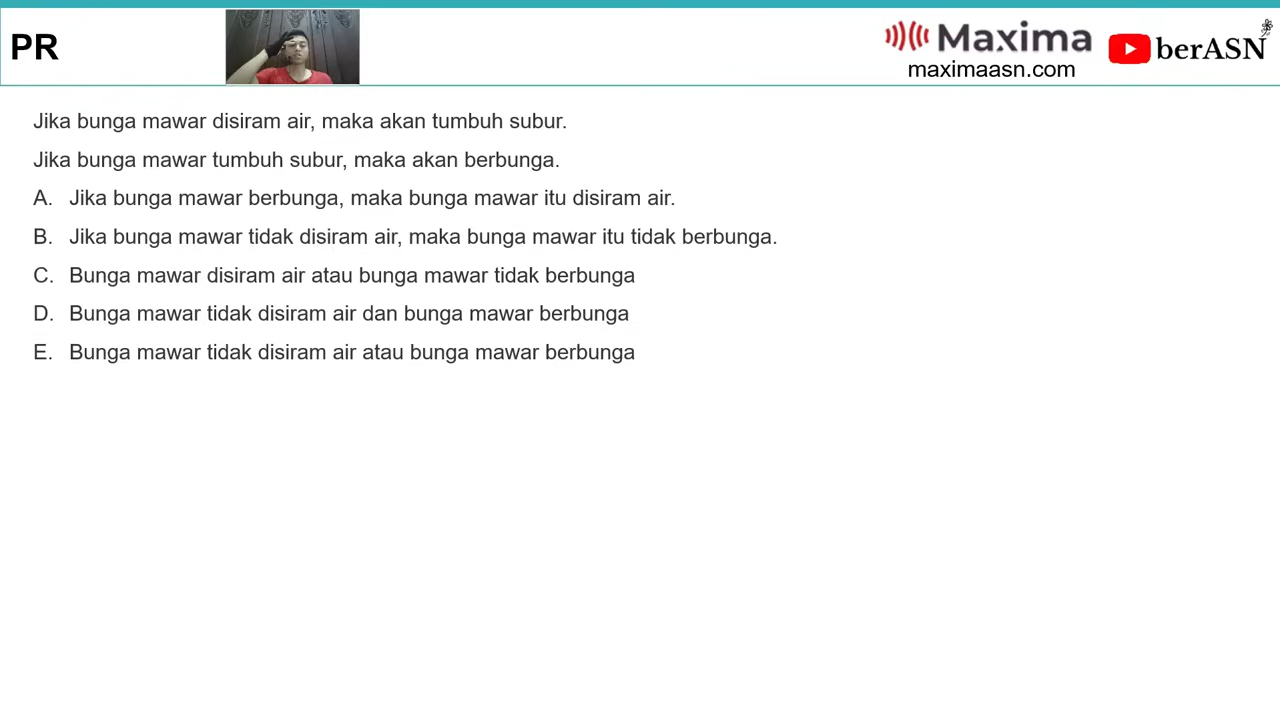 PR
Maxima
maximaasn.com
berASN
Jika bunga mawar disiram air, maka akan tumbuh subur.
Jika bunga mawar tumbuh subur, maka akan berbunga.
A. Jika bunga mawar berbunga, maka bunga mawar itu disiram air.
B. Jika bunga mawar tidak disiram air, maka bunga mawar itu tidak berbunga.
C. Bunga mawar disiram air atau bunga mawar tidak berbunga
D. Bunga mawar tidak disiram air dan bunga mawar berbunga
E. Bunga mawar tidak disiram air atau bunga mawar berbunga